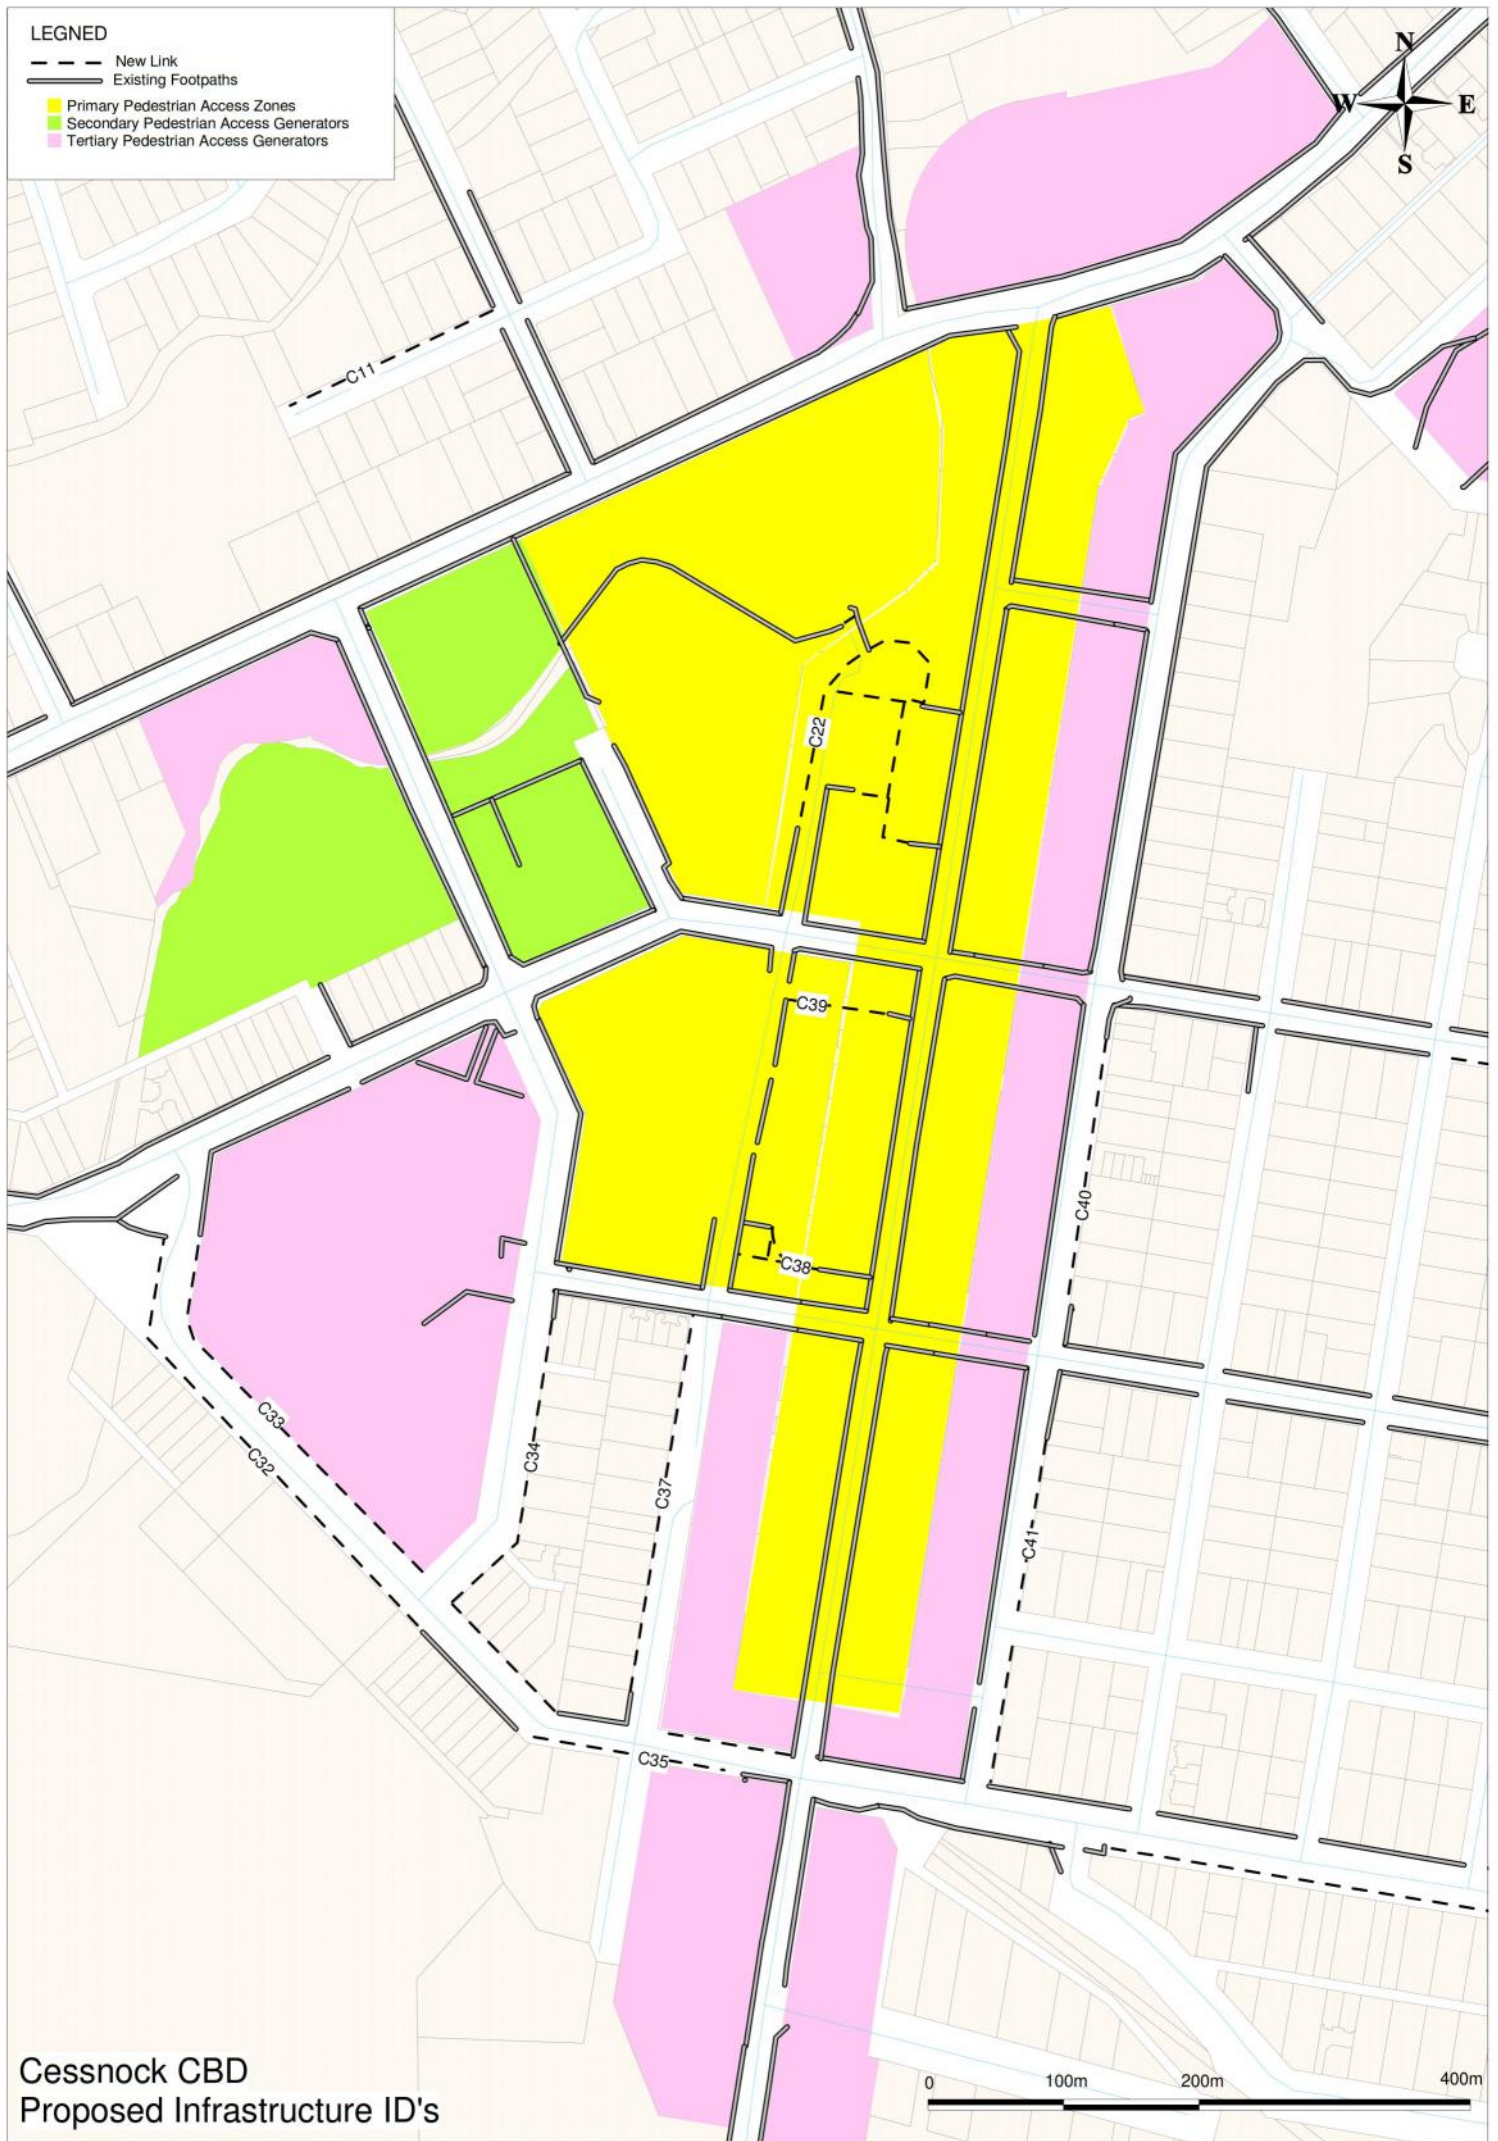 LEGNED
New Link
Existing Footpaths
Primary Pedestrian Access Zones
Secondary Pedestrian Access Generators
Tertiary Pedestrian Access Generators
N
W E
S
C11
C22
C39
C40
C38
C33
C32
C34
C37
C41
C35
Cessnock CBD
Proposed Infrastructure ID's
0 100m 200m 400m